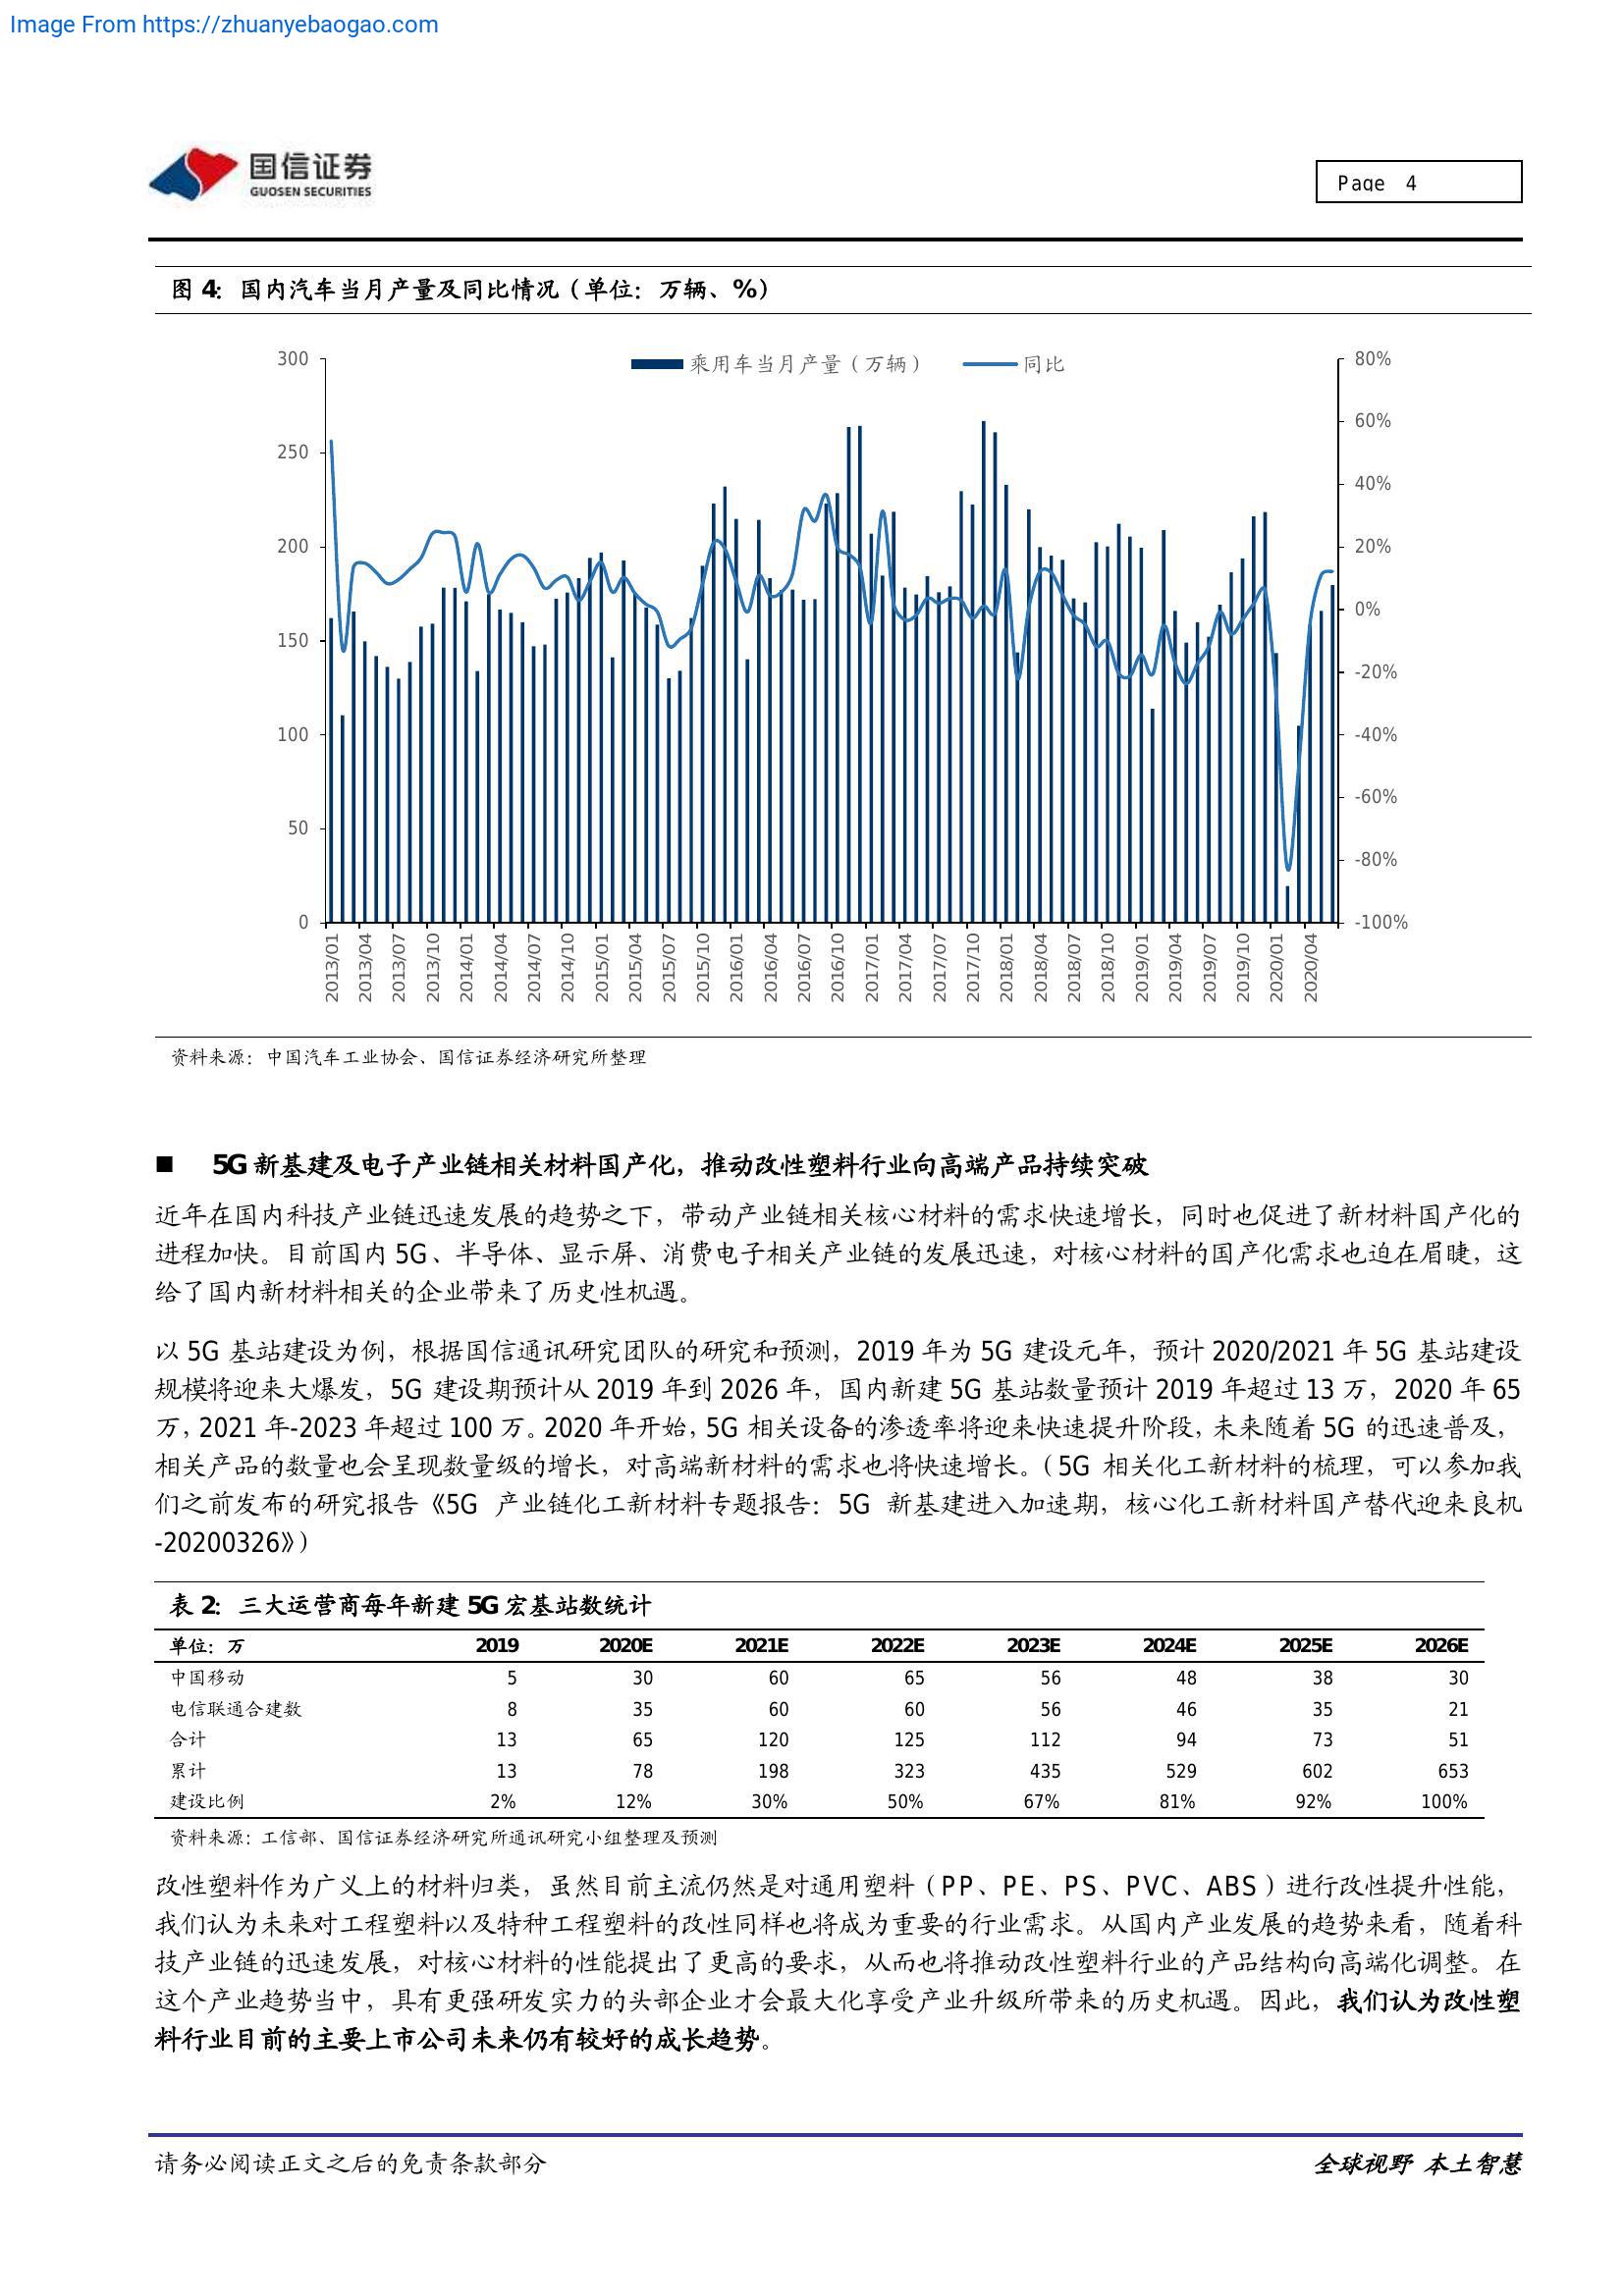 Image From https://zhuanyebaogao.com
国信证券
GUOSEN SECURITIES
Page 4
图 4：国内汽车当月产量及同比情况（单位：万辆、%）
乘用车当月产量（万辆） 同比
300
250
200
150
100
50
0
80%
60%
40%
20%
0%
-20%
-40%
-60%
-80%
-100%
2013/01 2013/04 2013/07 2013/10 2014/01 2014/04 2014/07 2014/10 2015/01 2015/04 2015/07 2015/10 2016/01 2016/04 2016/07 2016/10 2017/01 2017/04 2017/07 2017/10 2018/01 2018/04 2018/07 2018/10 2019/01 2019/04 2019/07 2019/10 2020/01 2020/04
资料来源：中国汽车工业协会、国信证券经济研究所整理
■ 5G 新基建及电子产业链相关材料国产化，推动改性塑料行业向高端产品持续突破
近年在国内科技产业链迅速发展的趋势之下，带动产业链相关核心材料的需求快速增长，同时也促进了新材料国产化的
进程加快。目前国内 5G、半导体、显示屏、消费电子相关产业链的发展迅速，对核心材料的国产化需求也迫在眉睫，这
给了国内新材料相关的企业带来了历史性机遇。
以 5G 基站建设为例，根据国信通讯研究团队的研究和预测，2019 年为 5G 建设元年，预计 2020/2021 年 5G 基站建设
规模将迎来大爆发，5G 建设期预计从 2019 年到 2026 年，国内新建 5G 基站数量预计 2019 年超过 13 万，2020 年 65
万，2021 年-2023 年超过 100 万。2020 年开始，5G 相关设备的渗透率将迎来快速提升阶段，未来随着 5G 的迅速普及，
相关产品的数量也会呈现数量级的增长，对高端新材料的需求也将快速增长。（5G 相关化工新材料的梳理，可以参加我
们之前发布的研究报告《5G 产业链化工新材料专题报告：5G 新基建进入加速期，核心化工新材料国产替代迎来良机
-20200326》）
表 2：三大运营商每年新建 5G 宏基站数统计
单位：万 2019 2020E 2021E 2022E 2023E 2024E 2025E 2026E
中国移动 5 30 60 65 56 48 38 30
电信联通合建数 8 35 60 60 56 46 35 21
合计 13 65 120 125 112 94 73 51
累计 13 78 198 323 435 529 602 653
建设比例 2% 12% 30% 50% 67% 81% 92% 100%
资料来源：工信部、国信证券经济研究所通讯研究小组整理及预测
改性塑料作为广义上的材料归类，虽然目前主流仍然是对通用塑料（PP、PE、PS、PVC、ABS）进行改性提升性能，
我们认为未来对工程塑料以及特种工程塑料的改性同样也将成为重要的行业需求。从国内产业发展的趋势来看，随着科
技产业链的迅速发展，对核心材料的性能提出了更高的要求，从而也将推动改性塑料行业的产品结构向高端化调整。在
这个产业趋势当中，具有更强研发实力的头部企业才会最大化享受产业升级所带来的历史机遇。因此，我们认为改性塑
料行业目前的主要上市公司未来仍有较好的成长趋势。
请务必阅读正文之后的免责条款部分
全球视野 本土智慧